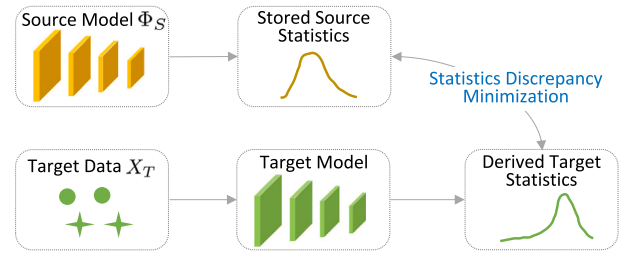 Source Model Φ_S
Stored Source
Statistics
Statistics Discrepancy
Minimization
Target Data X_T
Target Model
Derived Target
Statistics